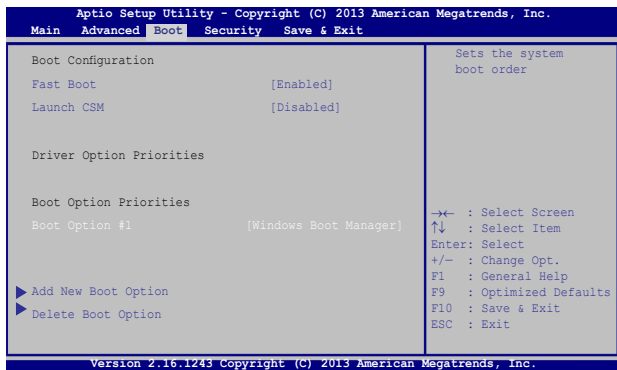 Aptio Setup Utility - Copyright (C) 2013 American Megatrends, Inc.
Main Advanced Boot Security Save & Exit
Boot Configuration
Fast Boot [Enabled]
Launch CSM [Disabled]
Driver Option Priorities
Boot Option Priorities
Boot Option #1 [Windows Boot Manager]
Add New Boot Option
Delete Boot Option
Sets the system
boot order
→← : Select Screen
↑↓ : Select Item
Enter: Select
+/— : Change Opt.
F1 : General Help
F9 : Optimized Defaults
F10 : Save & Exit
ESC : Exit
Version 2.16.1243 Copyright (C) 2013 American Megatrends, Inc.